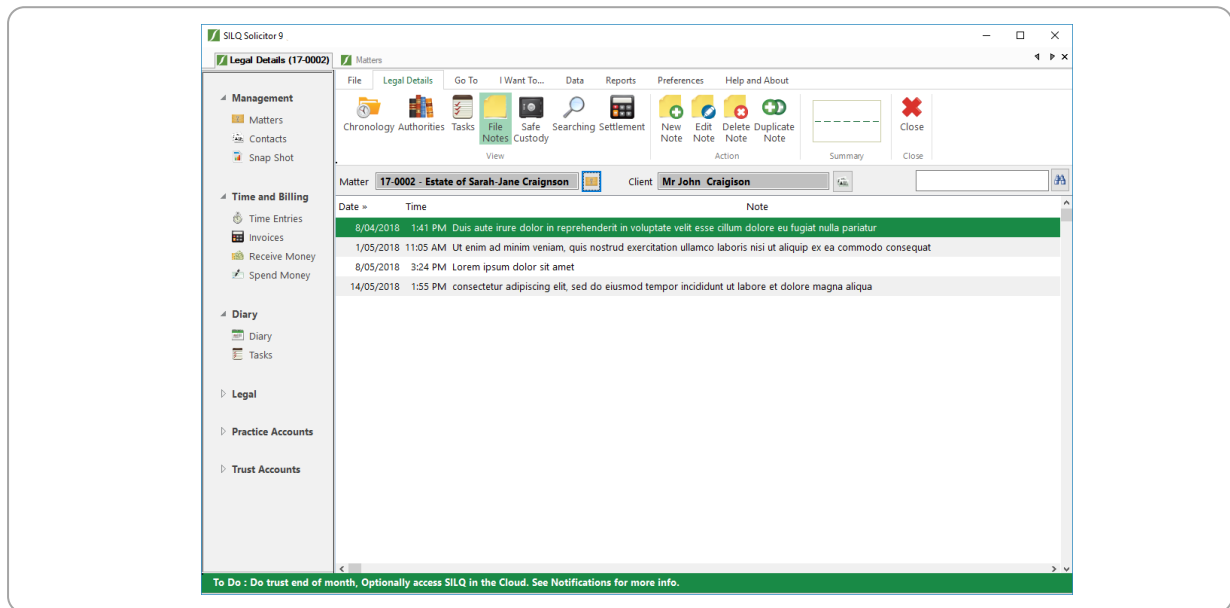 SILQ Solicitor 9
Legal Details (17-0002) Matters
File Legal Details Go To I Want To... Data Reports Preferences Help and About
Management
Matters
Contacts
Snap Shot
Time and Billing
Time Entries
Invoices
Receive Money
Spend Money
Diary
Diary
Tasks
Legal
Practice Accounts
Trust Accounts
Chronology Authorities Tasks File Safe Searching Settlement New Edit Delete Duplicate Close
Notes Custody Note Note Note Note
View Action Summary Close
Matter 17-0002 - Estate of Sarah-Jane Craignson Client Mr John Craigison
Date » Time Note
8/04/2018 1:41 PM Duis aute irure dolor in reprehenderit in voluptate velit esse cillum dolore eu fugiat nulla pariatur
1/05/2018 11:05 AM Ut enim ad minim veniam, quis nostrud exercitation ullamco laboris nisi ut aliquip ex ea commodo consequat
8/05/2018 3:24 PM Lorem ipsum dolor sit amet
14/05/2018 1:55 PM consectetur adipiscing elit, sed do eiusmod tempor incididunt ut labore et dolore magna aliqua
To Do : Do trust end of month, Optionally access SILQ in the Cloud. See Notifications for more info.